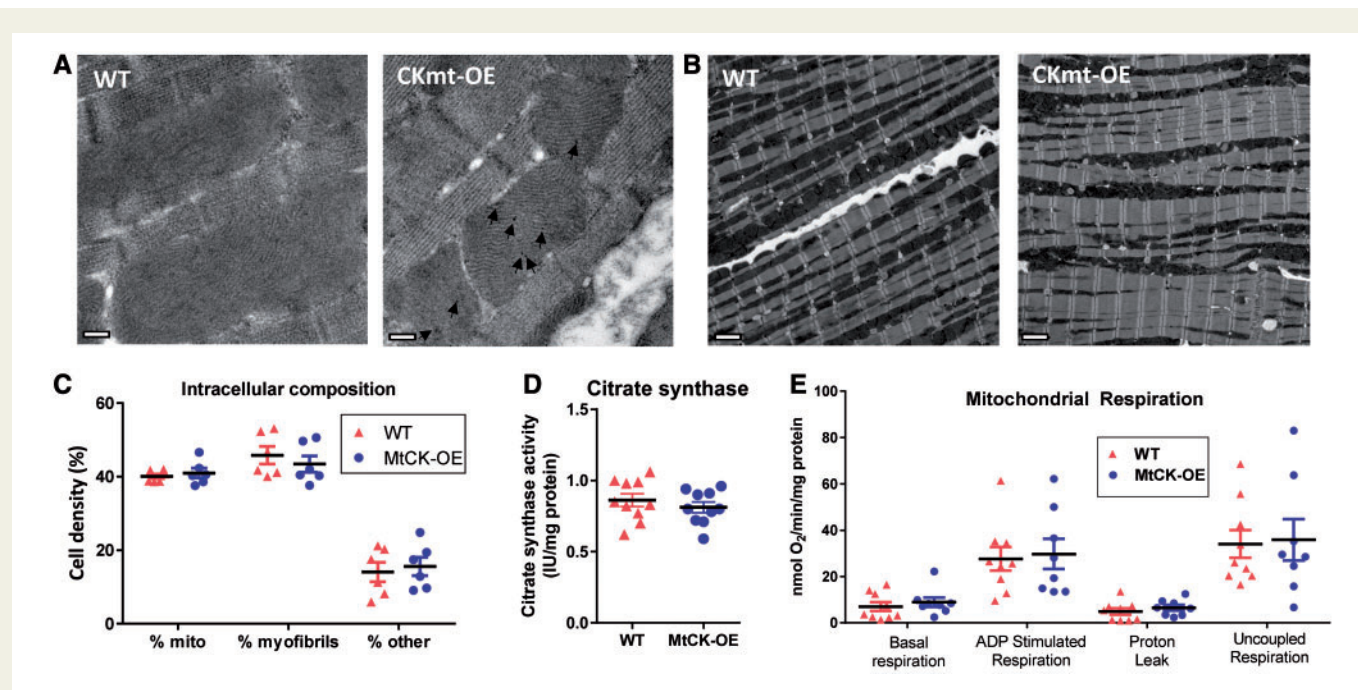 A
WT
CKmt-OE
B
WT
CKmt-OE
C
Intracellular composition
Cell density (%)
60
40
20
0
WT
MtCK-OE
% mito
% myofibrils
% other
D
Citrate synthase
Citrate synthase activity
(IU/mg protein)
1.5
1.0
0.5
0.0
WT
MtCK-OE
E
Mitochondrial Respiration
nmol O₂/min/mg protein
100
80
60
40
20
0
WT
MtCK-OE
Basal
respiration
ADP Stimulated
Respiration
Proton
Leak
Uncoupled
Respiration